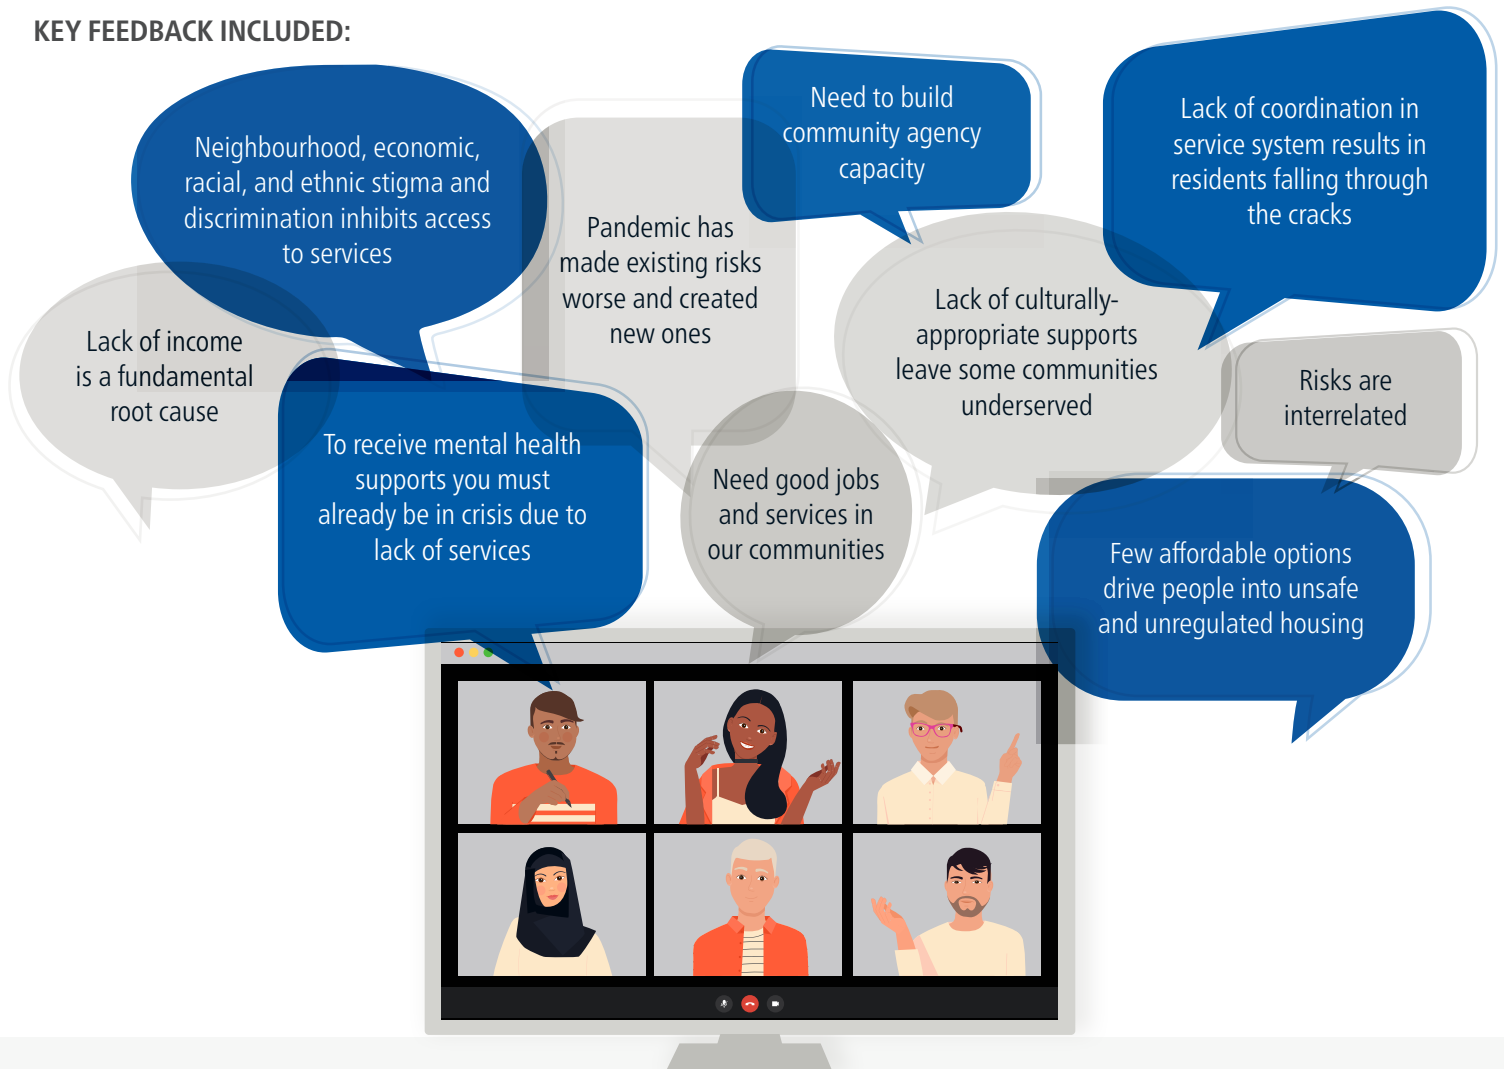 KEY FEEDBACK INCLUDED:
Neighbourhood, economic,
racial, and ethnic stigma and
discrimination inhibits access
to services
Need to build
community agency
capacity
Lack of coordination in
service system results in
residents falling through
the cracks
Pandemic has
made existing risks
worse and created
new ones
Lack of culturally-
appropriate supports
leave some communities
underserved
Lack of income
is a fundamental
root cause
Risks are
interrelated
To receive mental health
supports you must
already be in crisis due to
lack of services
Need good jobs
and services in
our communities
Few affordable options
drive people into unsafe
and unregulated housing